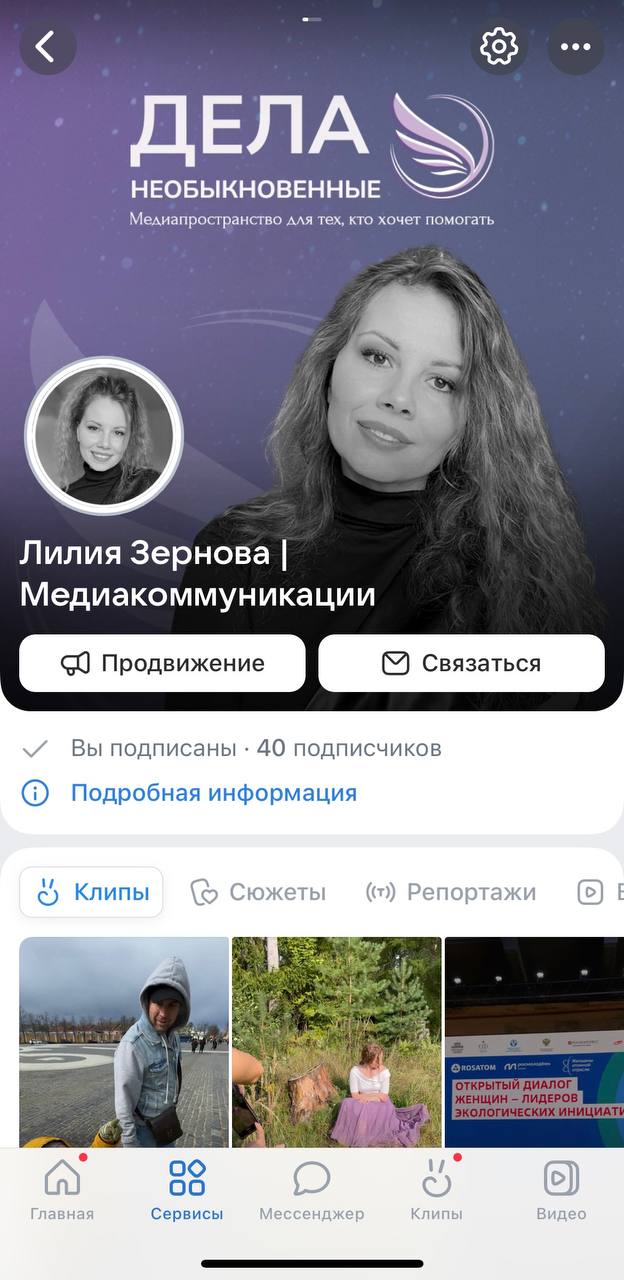 ДЕЛА
НЕОБЫКНОВЕННЫЕ
Медиапространство для тех, кто хочет помогать
Лилия Зернова |
Медиакоммуникации
Продвижение
Связаться
Вы подписаны · 40 подписчиков
Подробная информация
Клипы
Сюжеты
Репортажи
ROSATOM
РОСМОЛОДЁЖЬ
ОТКРЫТЫЙ ДИАЛОГ
ЖЕНЩИН – ЛИДЕРОВ
ЭКОЛОГИЧЕСКИХ ИНИЦИАТИ
Главная
Сервисы
Мессенджер
Клипы
Видео